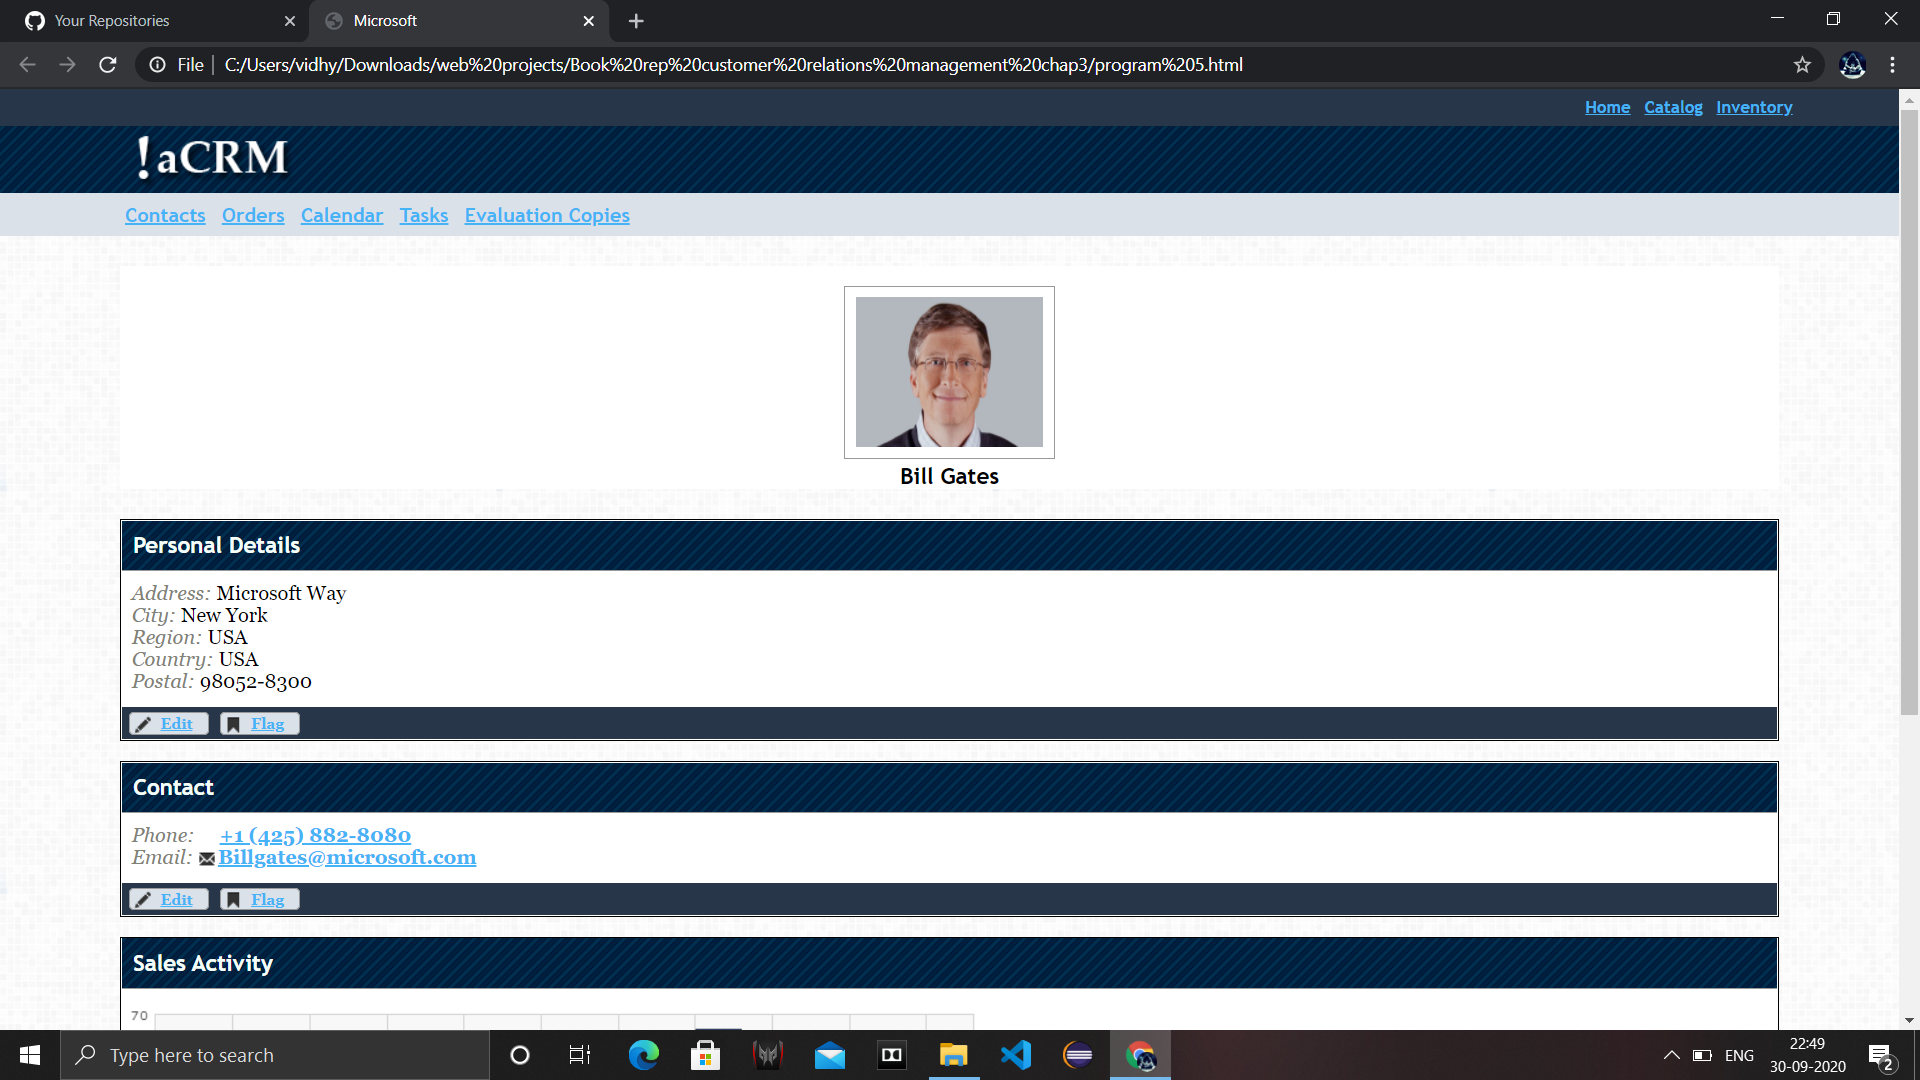 Your Repositories
Microsoft
File
C:/Users/vidhy/Downloads/web%20projects/Book%20rep%20customer%20relations%20management%20chap3/program%205.html
Home Catalog Inventory
!aCRM
Contacts Orders Calendar Tasks Evaluation Copies
Bill Gates
Personal Details
Address: Microsoft Way
City: New York
Region: USA
Country: USA
Postal: 98052-8300
Edit Flag
Contact
Phone: +1 (425) 882-8080
Email: Billgates@microsoft.com
Edit Flag
Sales Activity
70
Type here to search
ENG
22:49
30-09-2020
2